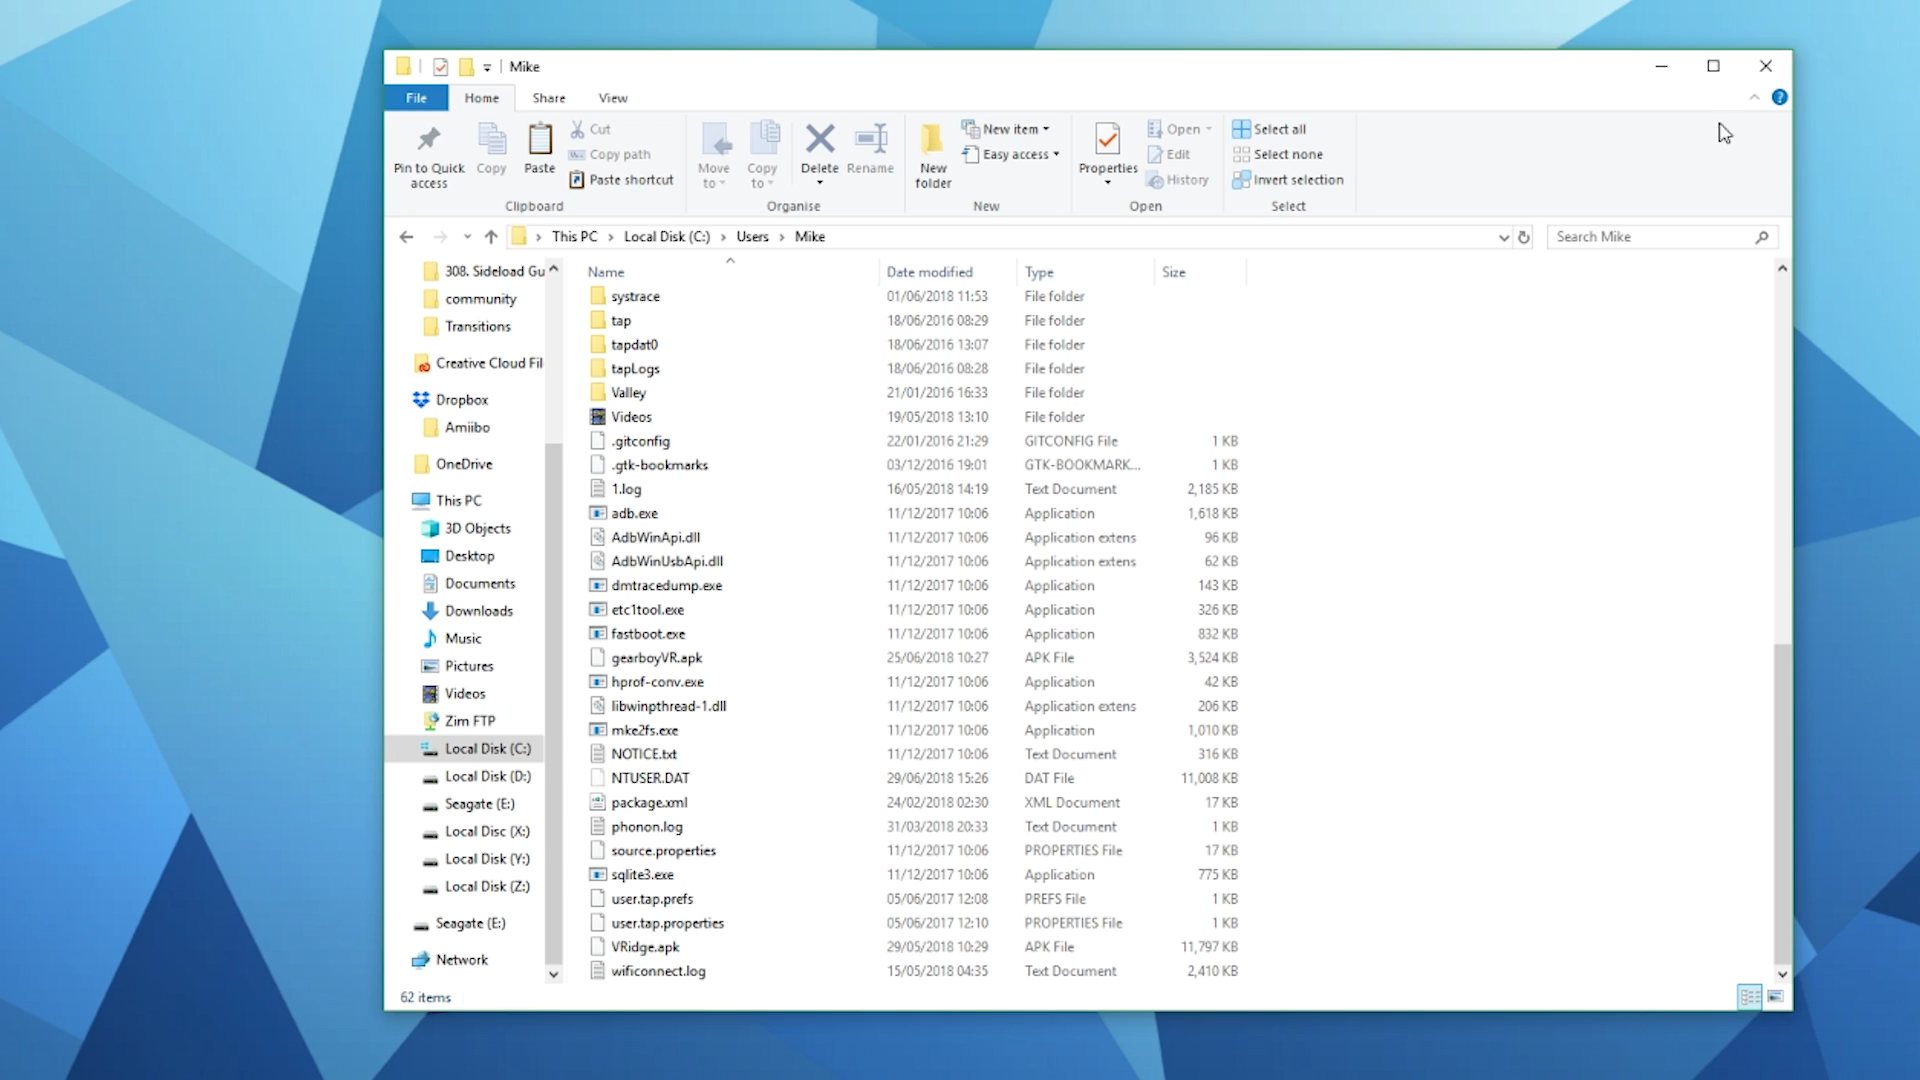 Mike
File Home Share View
Pin to Quick access
Copy
Paste
Cut
Copy path
Paste shortcut
Clipboard
Move to
Copy to
Delete
Rename
Organise
New folder
New item
Easy access
New
Properties
Open
Edit
History
Open
Select all
Select none
Invert selection
Select
This PC > Local Disk (C:) > Users > Mike
Search Mike
308. Sideload Gu
community
Transitions
Creative Cloud Fil
Dropbox
Amiibo
OneDrive
This PC
3D Objects
Desktop
Documents
Downloads
Music
Pictures
Videos
Zim FTP
Local Disk (C:)
Local Disk (D:)
Seagate (E:)
Local Disc (X:)
Local Disk (Y:)
Local Disk (Z:)
Seagate (E:)
Network
Name Date modified Type Size
systrace 01/06/2018 11:53 File folder
tap 18/06/2016 08:29 File folder
tapdat0 18/06/2016 13:07 File folder
tapLogs 18/06/2016 08:28 File folder
Valley 21/01/2016 16:33 File folder
Videos 19/05/2018 13:10 File folder
.gitconfig 22/01/2016 21:29 GITCONFIG File 1 KB
.gtk-bookmarks 03/12/2016 19:01 GTK-BOOKMARK... 1 KB
1.log 16/05/2018 14:19 Text Document 2,185 KB
adb.exe 11/12/2017 10:06 Application 1,618 KB
AdbWinApi.dll 11/12/2017 10:06 Application extens 96 KB
AdbWinUsbApi.dll 11/12/2017 10:06 Application extens 62 KB
dmtracedump.exe 11/12/2017 10:06 Application 143 KB
etc1tool.exe 11/12/2017 10:06 Application 326 KB
fastboot.exe 11/12/2017 10:06 Application 832 KB
gearboyVR.apk 25/06/2018 10:27 APK File 3,524 KB
hprof-conv.exe 11/12/2017 10:06 Application 42 KB
libwinpthread-1.dll 11/12/2017 10:06 Application extens 206 KB
mke2fs.exe 11/12/2017 10:06 Application 1,010 KB
NOTICE.txt 11/12/2017 10:06 Text Document 316 KB
NTUSER.DAT 29/06/2018 15:26 DAT File 11,008 KB
package.xml 24/02/2018 02:30 XML Document 17 KB
phonon.log 31/03/2018 20:33 Text Document 1 KB
source.properties 11/12/2017 10:06 PROPERTIES File 17 KB
sqlite3.exe 11/12/2017 10:06 Application 775 KB
user.tap.prefs 05/06/2017 12:08 PREFS File 1 KB
user.tap.properties 05/06/2017 12:10 PROPERTIES File 1 KB
VRidge.apk 29/05/2018 10:29 APK File 11,797 KB
wificonnect.log 15/05/2018 04:35 Text Document 2,410 KB
62 items